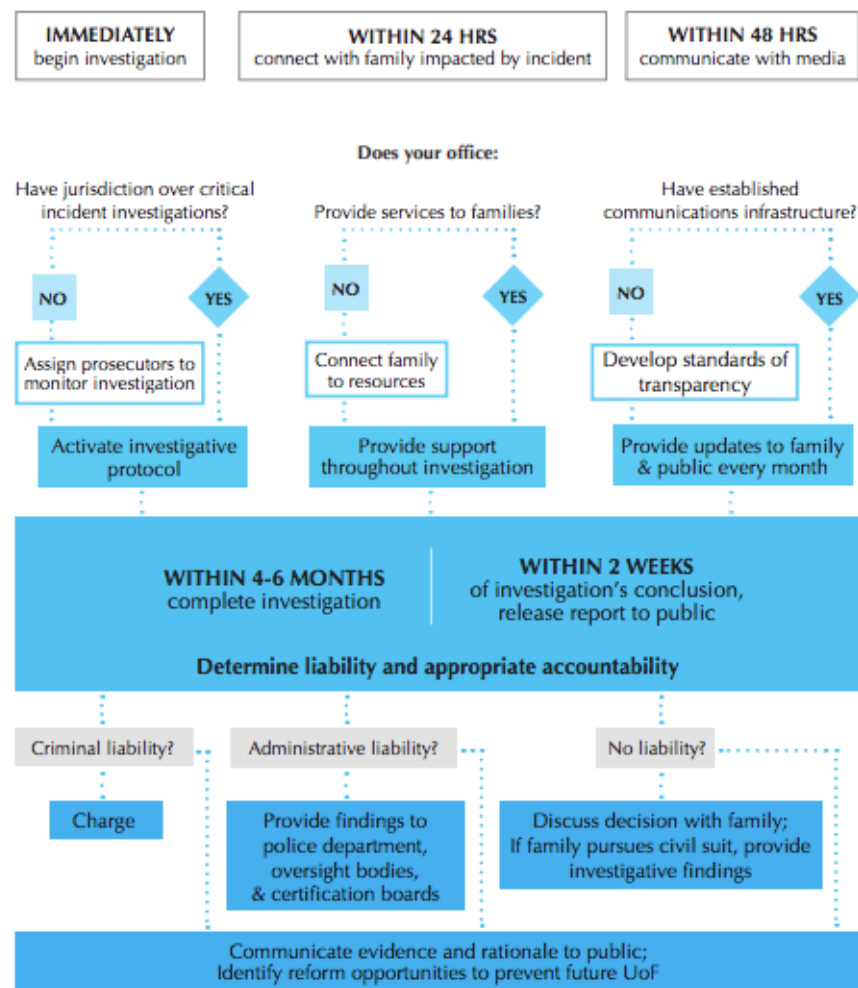 IMMEDIATELY
begin investigation
WITHIN 24 HRS
connect with family impacted by incident
WITHIN 48 HRS
communicate with media
Does your office:
Have jurisdiction over critical
incident investigations?
Provide services to families?
Have established
communications infrastructure?
NO
YES
NO
YES
NO
YES
Assign prosecutors to
monitor investigation
Connect family
to resources
Develop standards of
transparency
Activate investigative
protocol
Provide support
throughout investigation
Provide updates to family
& public every month
WITHIN 4-6 MONTHS
complete investigation
WITHIN 2 WEEKS
of investigation's conclusion,
release report to public
Determine liability and appropriate accountability
Criminal liability?
Administrative liability?
No liability?
Charge
Provide findings to
police department,
oversight bodies,
& certification boards
Discuss decision with family;
If family pursues civil suit, provide
investigative findings
Communicate evidence and rationale to public;
Identify reform opportunities to prevent future UoF